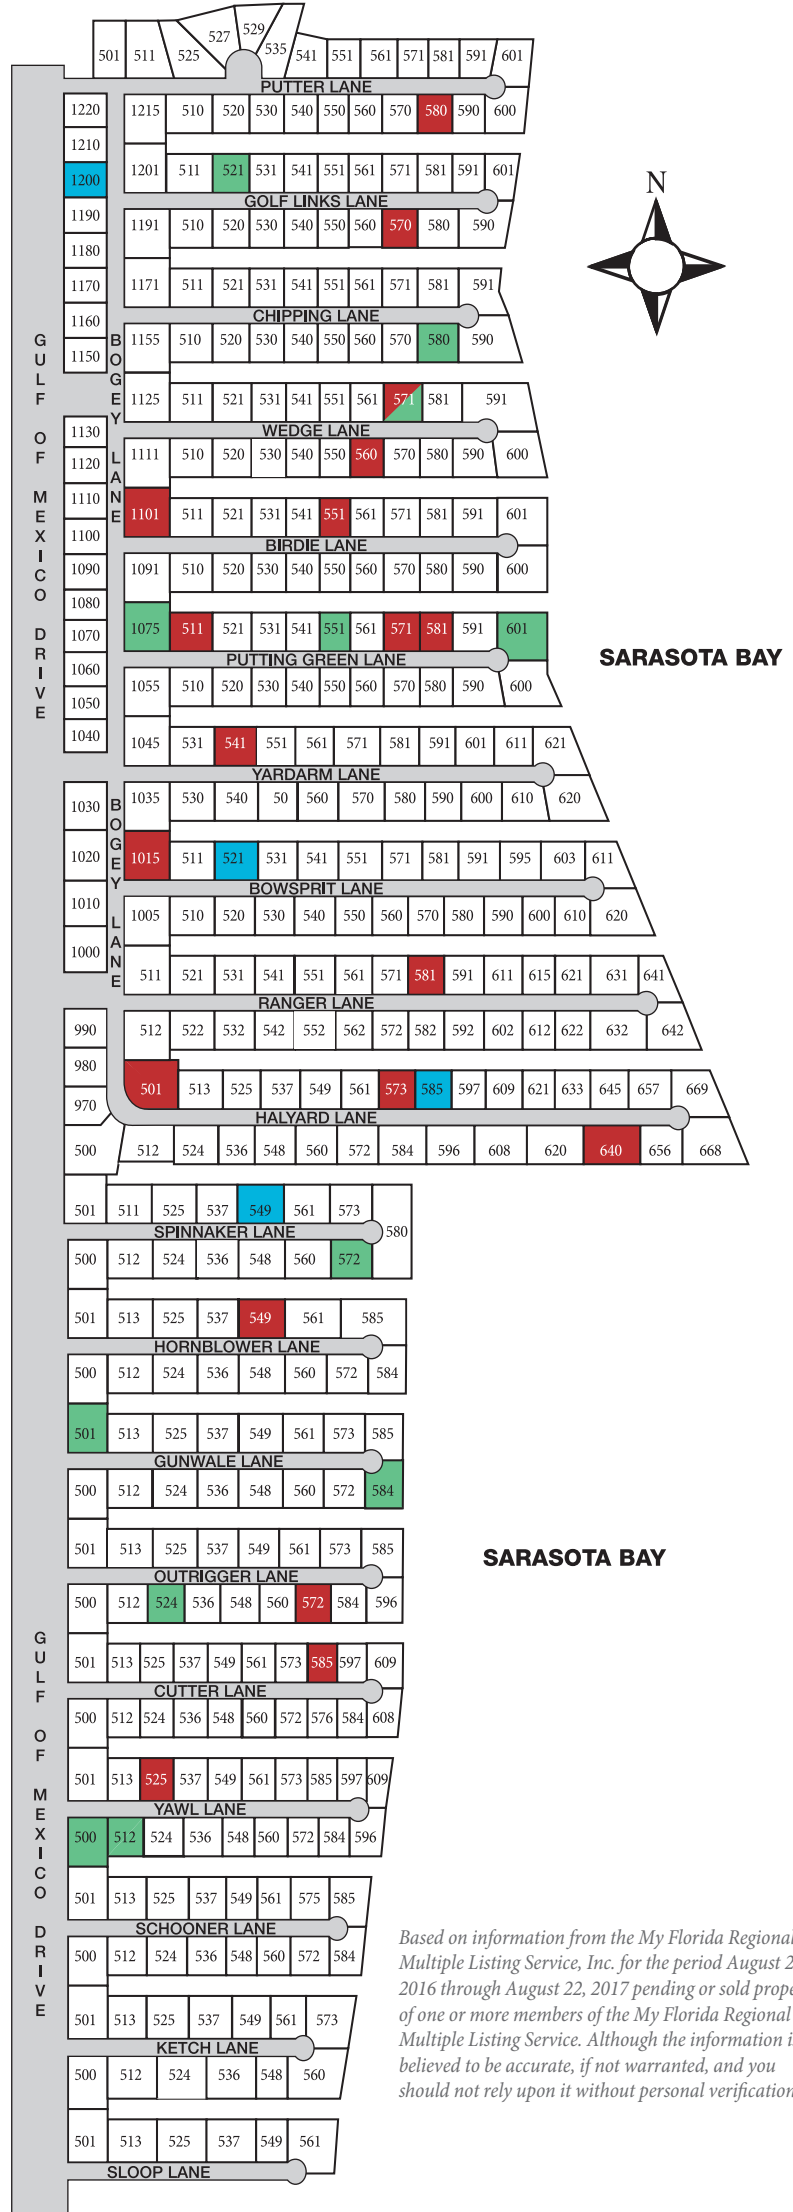 501 511 525 527 529 535 541 551 561 571 581 591 601
PUTTER LANE
1220 1215 510 520 530 540 550 560 570 580 590 600
1210
1200 1201 511 521 531 541 551 561 571 581 591 601
GOLF LINKS LANE
1190 1191 510 520 530 540 550 560 570 580 590
1180
1170 1171 511 521 531 541 551 561 571 581 591
CHIPPING LANE
1160
1150 1155 510 520 530 540 550 560 570 580 590
1125 511 521 531 541 551 561 571 581 591
WEDGE LANE
1130
1120 1111 510 520 530 540 550 560 570 580 590 600
1110 1101 511 521 531 541 551 561 571 581 591 601
1100
BIRDIE LANE
1090 1091 510 520 530 540 550 560 570 580 590 600
1080
1070 1075 511 521 531 541 551 561 571 581 591 601
PUTTING GREEN LANE
1060
1050 1055 510 520 530 540 550 560 570 580 590 600
1040 1045 531 541 551 561 571 581 591 601 611 621
YARDARM LANE
1030 1035 530 540 50 560 570 580 590 600 610 620
1020 1015 511 521 531 541 551 571 581 591 595 603 611
BOWSPRIT LANE
1010 1005 510 520 530 540 550 560 570 580 590 600 610 620
1000
511 521 531 541 551 561 571 581 591 611 615 621 631 641
RANGER LANE
990 512 522 532 542 552 562 572 582 592 602 612 622 632 642
980
970 501 513 525 537 549 561 573 585 597 609 621 633 645 657 669
HALYARD LANE
500 512 524 536 548 560 572 584 596 608 620 640 656 668
GULF OF MEXICO DRIVE
BOGEY LANE
BOGEY LANE
N
SARASOTA BAY
501 511 525 537 549 561 573 580
SPINNAKER LANE
500 512 524 536 548 560 572
501 513 525 537 549 561 585
HORNBLOWER LANE
500 512 524 536 548 560 572 584
501 513 525 537 549 561 573 585
GUNWALE LANE
500 512 524 536 548 560 572 584
501 513 525 537 549 561 573 585
OUTRIGGER LANE
500 512 524 536 548 560 572 584 596
501 513 525 537 549 561 573 585 597 609
CUTTER LANE
500 512 524 536 548 560 572 576 584 608
501 513 525 537 549 561 573 585 597 609
YAWL LANE
500 512 524 536 548 560 572 584 596
501 513 525 537 549 561 575 585
SCHOONER LANE
500 512 524 536 548 560 572 584
501 513 525 537 549 561 573
KETCH LANE
500 512 524 536 548 560
501 513 525 537 549 561
SLOOP LANE
GULF OF MEXICO DRIVE
SARASOTA BAY
Based on information from the My Florida Regional
Multiple Listing Service, Inc. for the period August 2
2016 through August 22, 2017 pending or sold prope
of one or more members of the My Florida Regional
Multiple Listing Service. Although the information i
believed to be accurate, if not warranted, and you
should not rely upon it without personal verification